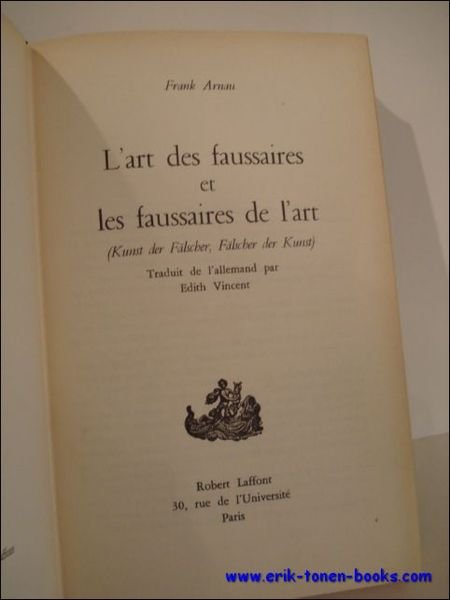 Frank Arnau
L'art des faussaires
et
les faussaires de l'art
(Kunst der Fälscher, Fälscher der Kunst)
Traduit de l'allemand par
Edith Vincent
Robert Laffont
30, rue de l'Université
Paris
www.erik-tonen-books.com